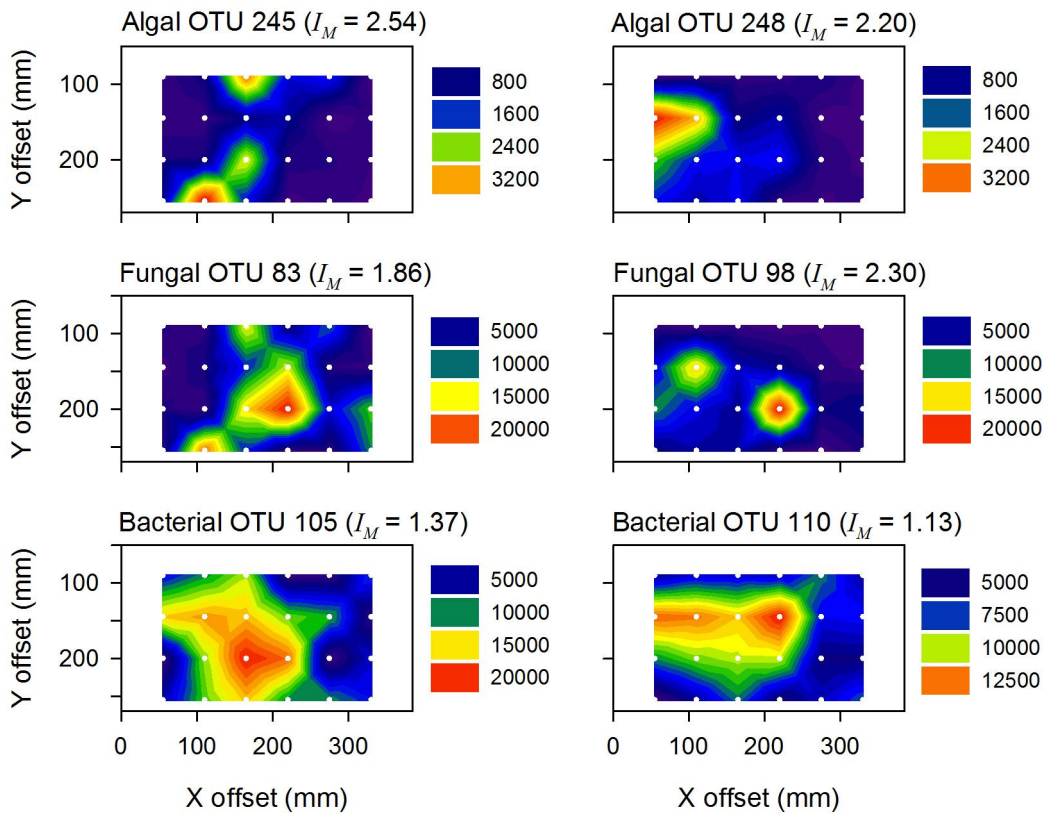 Algal OTU 245 (I_M = 2.54)
Algal OTU 248 (I_M = 2.20)
Y offset (mm)
100
200
800
1600
2400
3200
800
1600
2400
3200
Fungal OTU 83 (I_M = 1.86)
Fungal OTU 98 (I_M = 2.30)
Y offset (mm)
100
200
5000
10000
15000
20000
5000
10000
15000
20000
Bacterial OTU 105 (I_M = 1.37)
Bacterial OTU 110 (I_M = 1.13)
Y offset (mm)
100
200
5000
10000
15000
20000
5000
7500
10000
12500
0 100 200 300
0 100 200 300
X offset (mm)
X offset (mm)